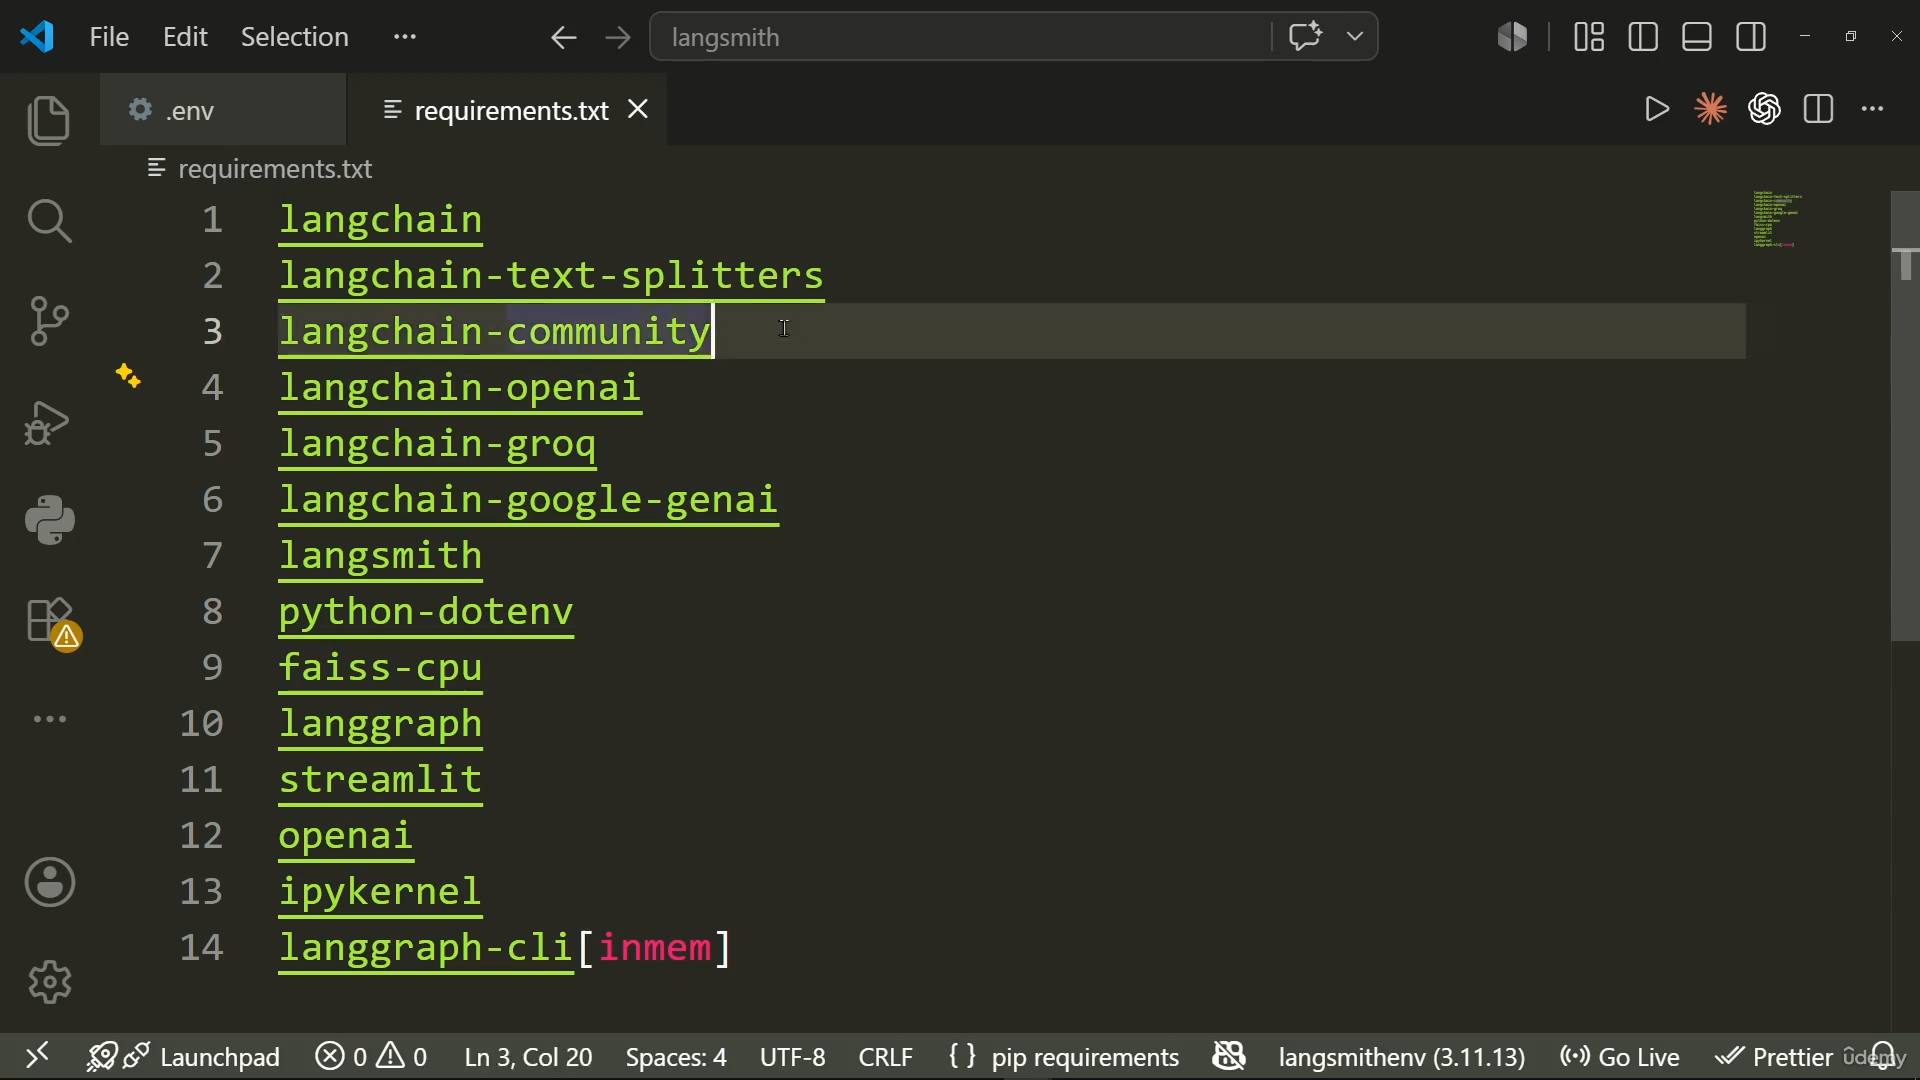 File Edit Selection ··· langsmith
.env requirements.txt
requirements.txt
1 langchain
2 langchain-text-splitters
3 langchain-community
4 langchain-openai
5 langchain-groq
6 langchain-google-genai
7 langsmith
8 python-dotenv
9 faiss-cpu
10 langgraph
11 streamlit
12 openai
13 ipykernel
14 langgraph-cli[inmem]
Launchpad 0 0 Ln 3, Col 20 Spaces: 4 UTF-8 CRLF {} pip requirements langsmithenv (3.11.13) Go Live Prettier udemy